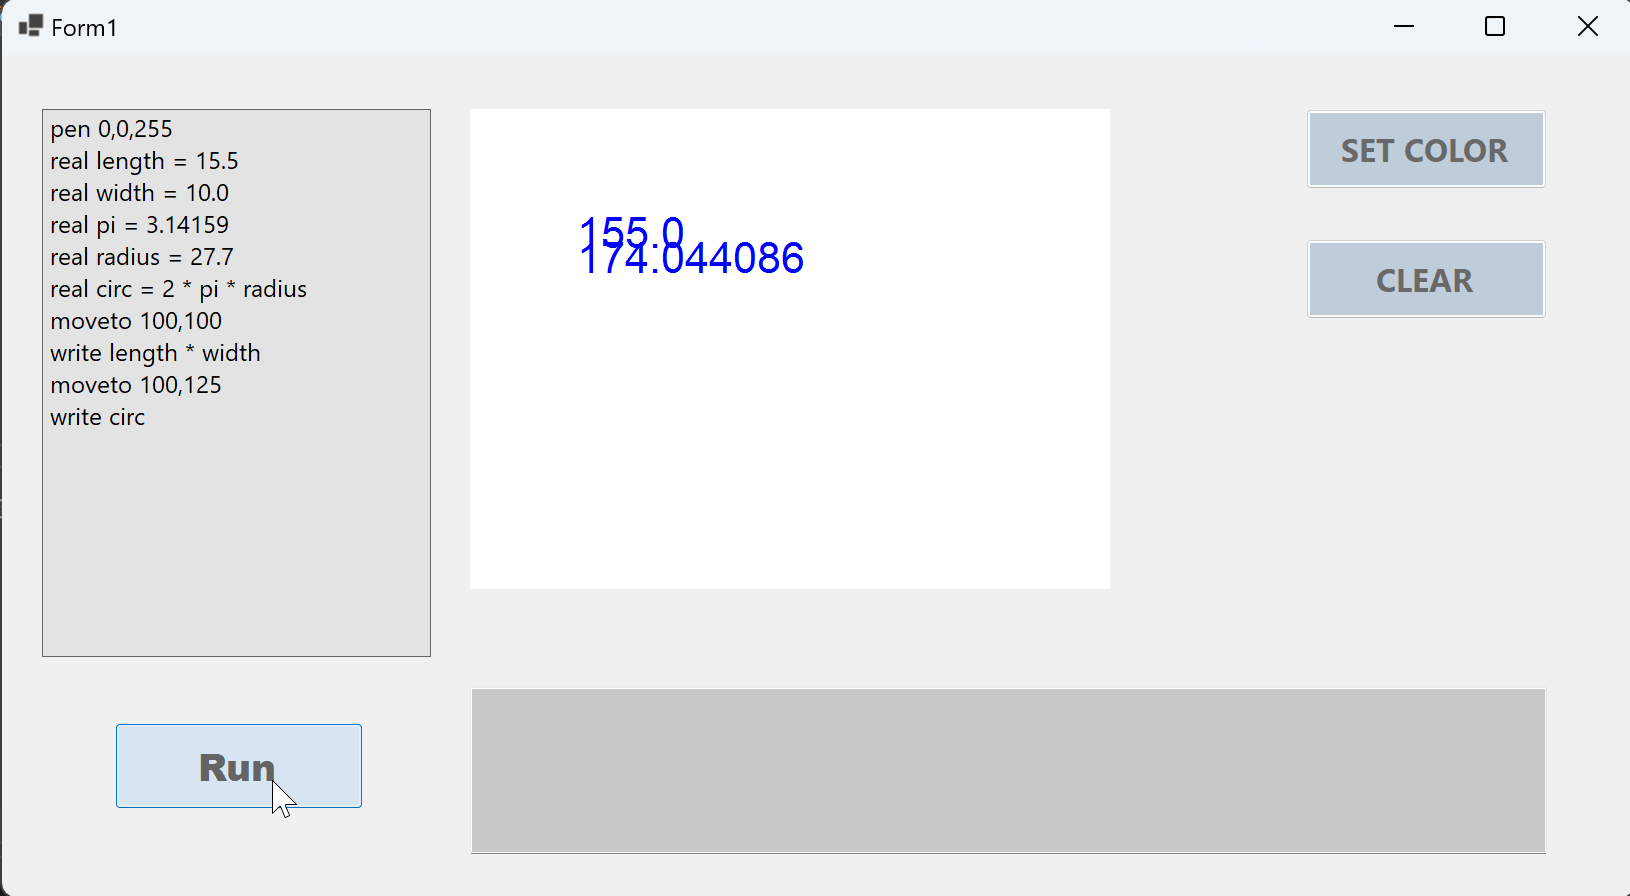 Form1
pen 0,0,255
real length = 15.5
real width = 10.0
real pi = 3.14159
real radius = 27.7
real circ = 2 * pi * radius
moveto 100,100
write length * width
moveto 100,125
write circ
155.0
174.044086
SET COLOR
CLEAR
Run